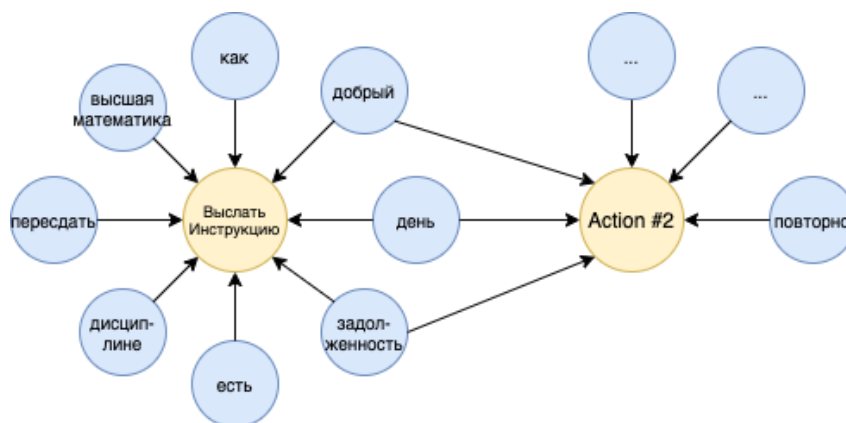 как
...
...
высшая
математика
добрый
пересдать
Выслать
Инструкцию
день
Action #2
повторно
дисцип-
лине
задол-
женность
есть